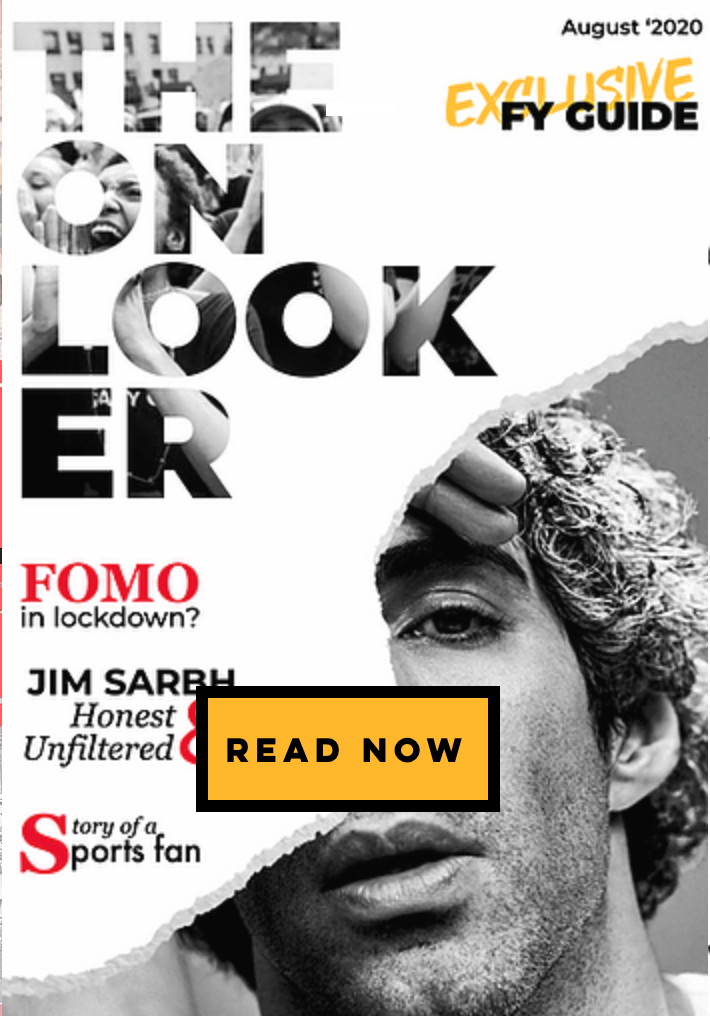 THE
ON
LOOK
ER
August ‘2020
EXCLUSIVE
FY GUIDE
FOMO
in lockdown?
JIM SARBH
Honest &
Unfiltered
READ NOW
Story of a
Sports fan